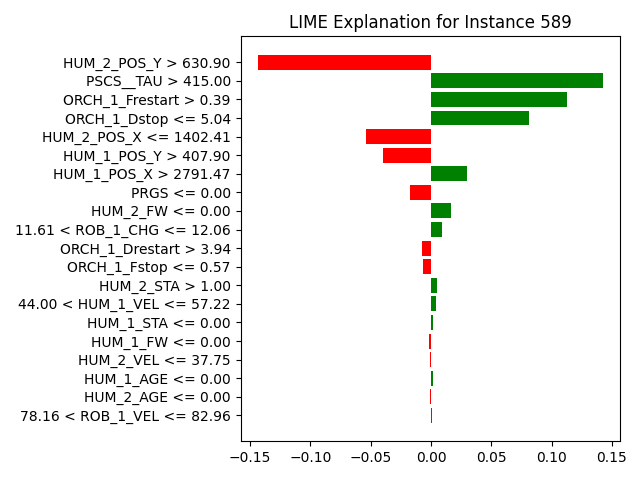 LIME Explanation for Instance 589
HUM_2_POS_Y > 630.90
PSCS__TAU > 415.00
ORCH_1_Frestart > 0.39
ORCH_1_Dstop <= 5.04
HUM_2_POS_X <= 1402.41
HUM_1_POS_Y > 407.90
HUM_1_POS_X > 2791.47
PRGS <= 0.00
HUM_2_FW <= 0.00
11.61 < ROB_1_CHG <= 12.06
ORCH_1_Drestart > 3.94
ORCH_1_Fstop <= 0.57
HUM_2_STA > 1.00
44.00 < HUM_1_VEL <= 57.22
HUM_1_STA <= 0.00
HUM_1_FW <= 0.00
HUM_2_VEL <= 37.75
HUM_1_AGE <= 0.00
HUM_2_AGE <= 0.00
78.16 < ROB_1_VEL <= 82.96
−0.15 −0.10 −0.05 0.00 0.05 0.10 0.15